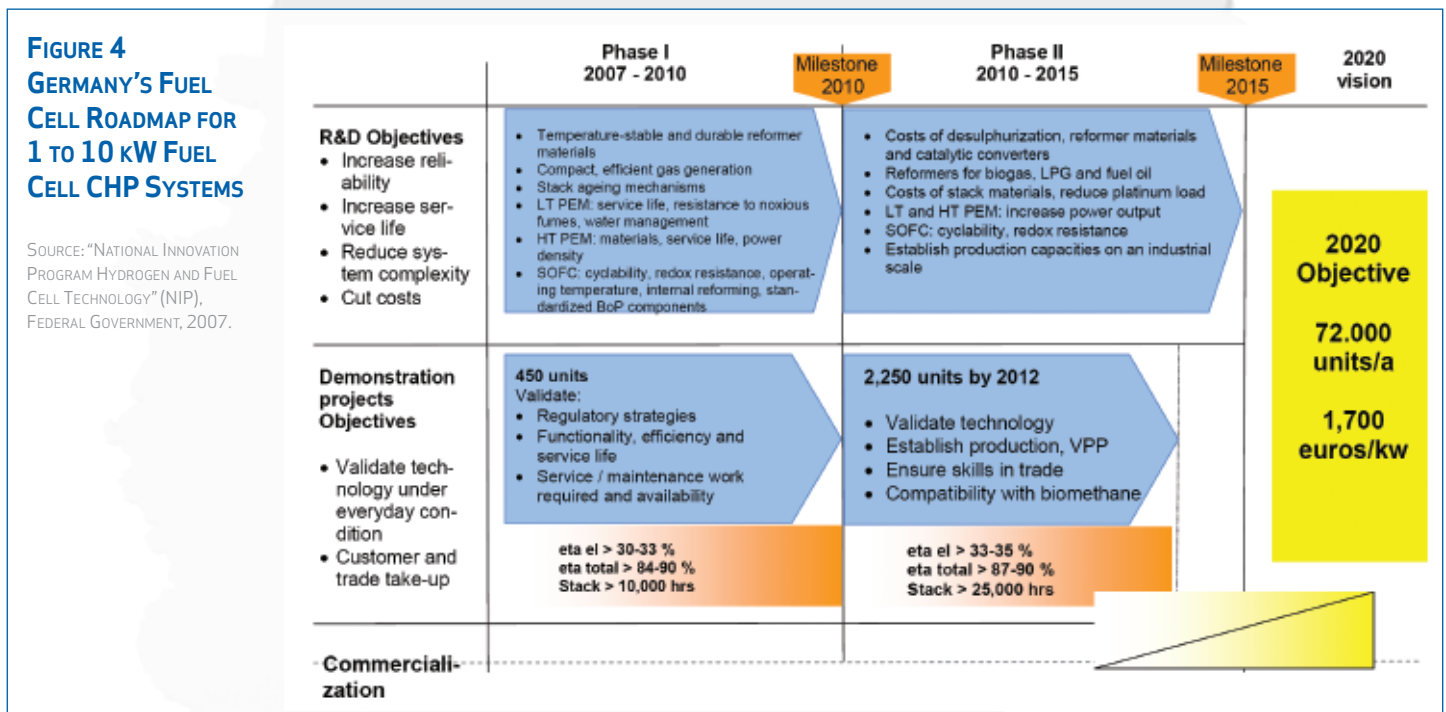 FIGURE 4
GERMANY'S FUEL
CELL ROADMAP FOR
1 TO 10 KW FUEL
CELL CHP SYSTEMS
SOURCE: "NATIONAL INNOVATION
PROGRAM HYDROGEN AND FUEL
CELL TECHNOLOGY" (NIP),
FEDERAL GOVERNMENT, 2007.
Phase I
2007 - 2010
Milestone
2010
Phase II
2010 - 2015
Milestone
2015
2020
vision
R&D Objectives
• Increase reli-
ability
• Increase ser-
vice life
• Reduce sys-
tem complexity
• Cut costs
• Temperature-stable and durable reformer
materials
• Compact, efficient gas generation
• Stack ageing mechanisms
• LT PEM: service life, resistance to noxious
fumes, water management
• HT PEM: materials, service life, power
density
• SOFC: cyclability, redox resistance, operat-
ing temperature, internal reforming, stan-
dardized BoP components
• Costs of desulphurization, reformer materials
and catalytic converters
• Reformers for biogas, LPG and fuel oil
• Costs of stack materials, reduce platinum load
• LT and HT PEM: increase power output
• SOFC: cyclability, redox resistance
• Establish production capacities on an industrial
scale
2020
Objective
72.000
units/a
1,700
euros/kw
Demonstration
projects
Objectives
• Validate tech-
nology under
everyday con-
dition
• Customer and
trade take-up
450 units
Validate:
• Regulatory strategies
• Functionality, efficiency and
service life
• Service / maintenance work
required and availability
eta el > 30-33 %
eta total > 84-90 %
Stack > 10,000 hrs
2,250 units by 2012
• Validate technology
• Establish production, VPP
• Ensure skills in trade
• Compatibility with biomethane
eta el > 33-35 %
eta total > 87-90 %
Stack > 25,000 hrs
Commerciali-
zation